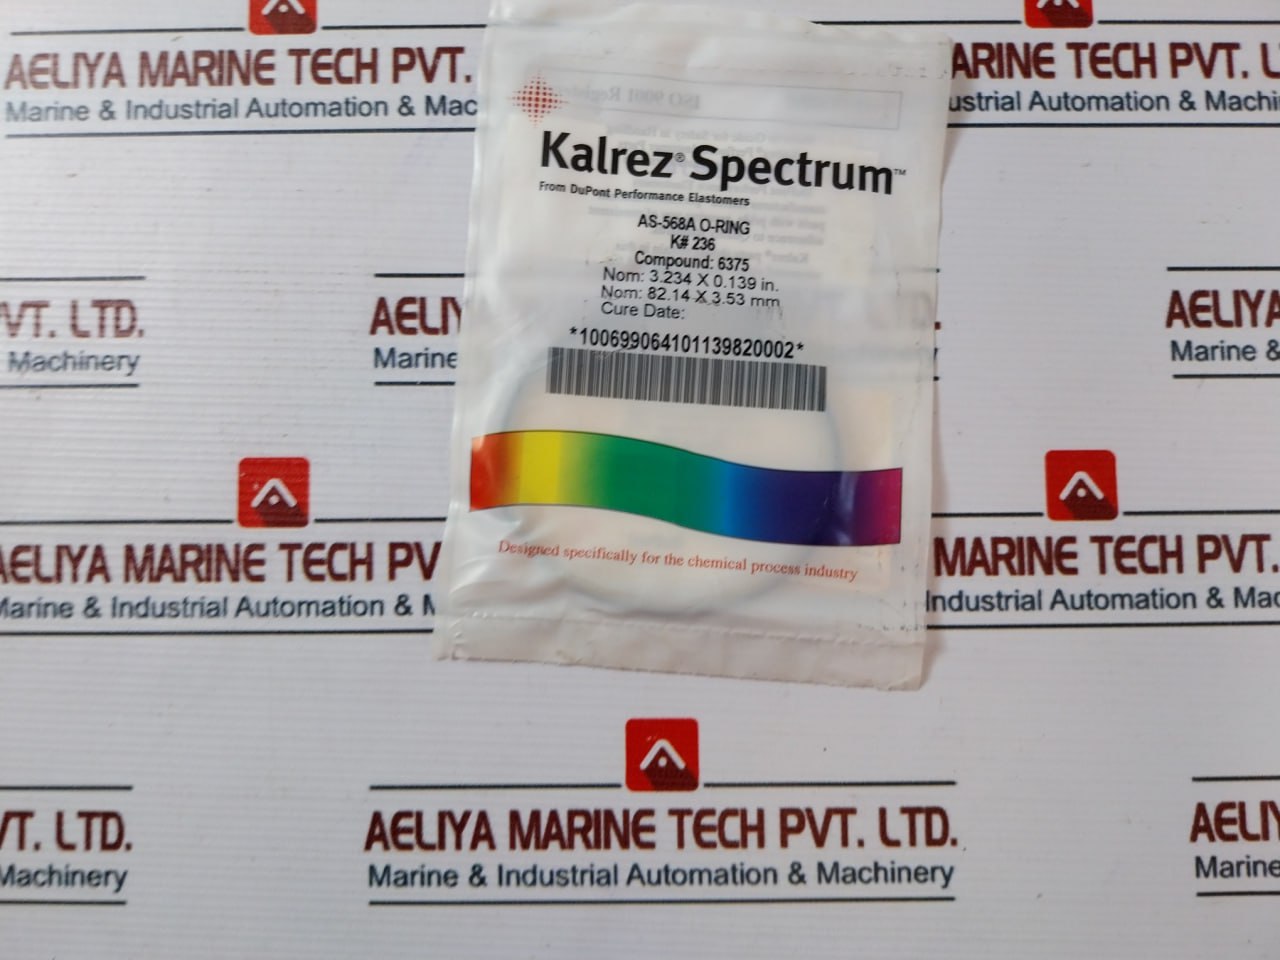 AELIYA MARINE TECH PVT.
Marine & Industrial Automation & Mac
ARINE TECH PVT. L
ustrial Automation & Machi
Kalrez® Spectrum™
From DuPont Performance Elastomers
AS-568A O-RING
K# 236
Compound: 6375
Nom: 3.234 X 0.139 in.
Nom: 82.14 X 3.53 mm
Cure Date:
*100699064101139820002*
VT. LTD.
Machinery
AELIY
Marine
AELIYA
Marine &
Designed specifically for the chemical process industry
AELIYA MARINE TECH PV
Marine & Industrial Automation & M
MARINE TECH PVT.
Industrial Automation & Mac
VT. LTD.
Machinery
AELIYA MARINE TECH PVT. LTD.
Marine & Industrial Automation & Machinery
AELIY
Marine